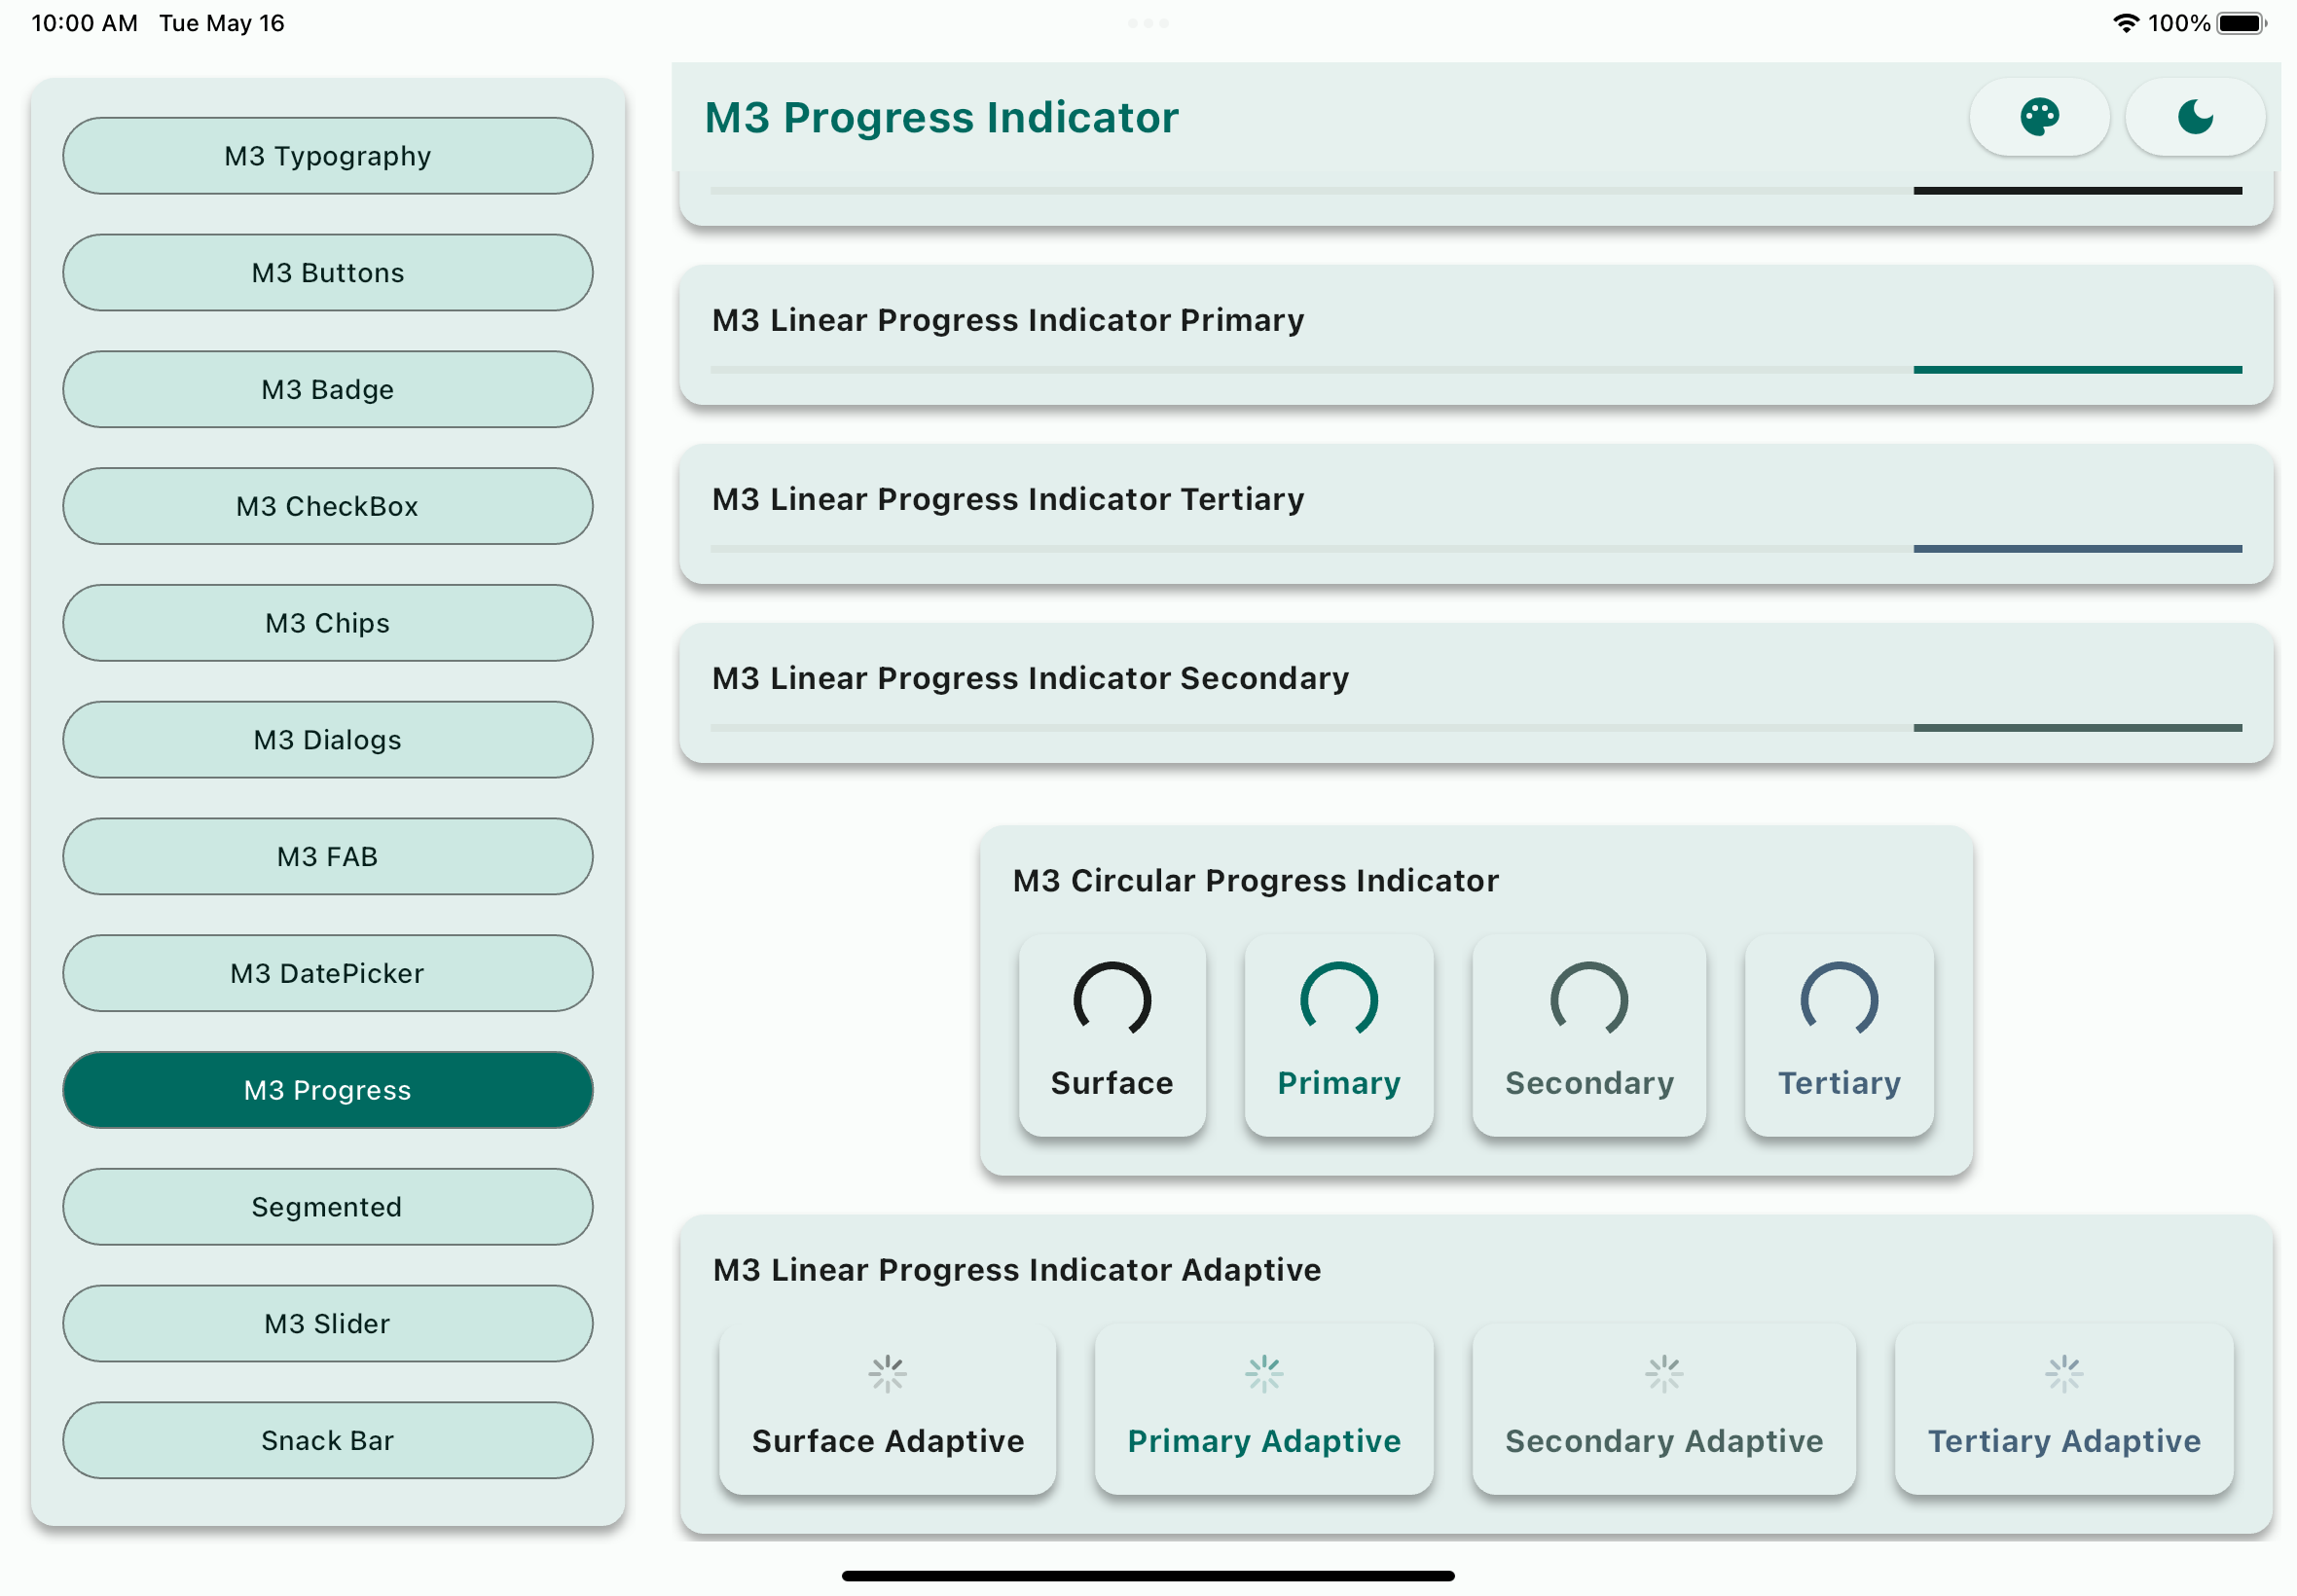 10:00 AM Tue May 16
100%
M3 Typography
M3 Buttons
M3 Badge
M3 CheckBox
M3 Chips
M3 Dialogs
M3 FAB
M3 DatePicker
M3 Progress
Segmented
M3 Slider
Snack Bar
M3 Progress Indicator
M3 Linear Progress Indicator Primary
M3 Linear Progress Indicator Tertiary
M3 Linear Progress Indicator Secondary
M3 Circular Progress Indicator
Surface
Primary
Secondary
Tertiary
M3 Linear Progress Indicator Adaptive
Surface Adaptive
Primary Adaptive
Secondary Adaptive
Tertiary Adaptive